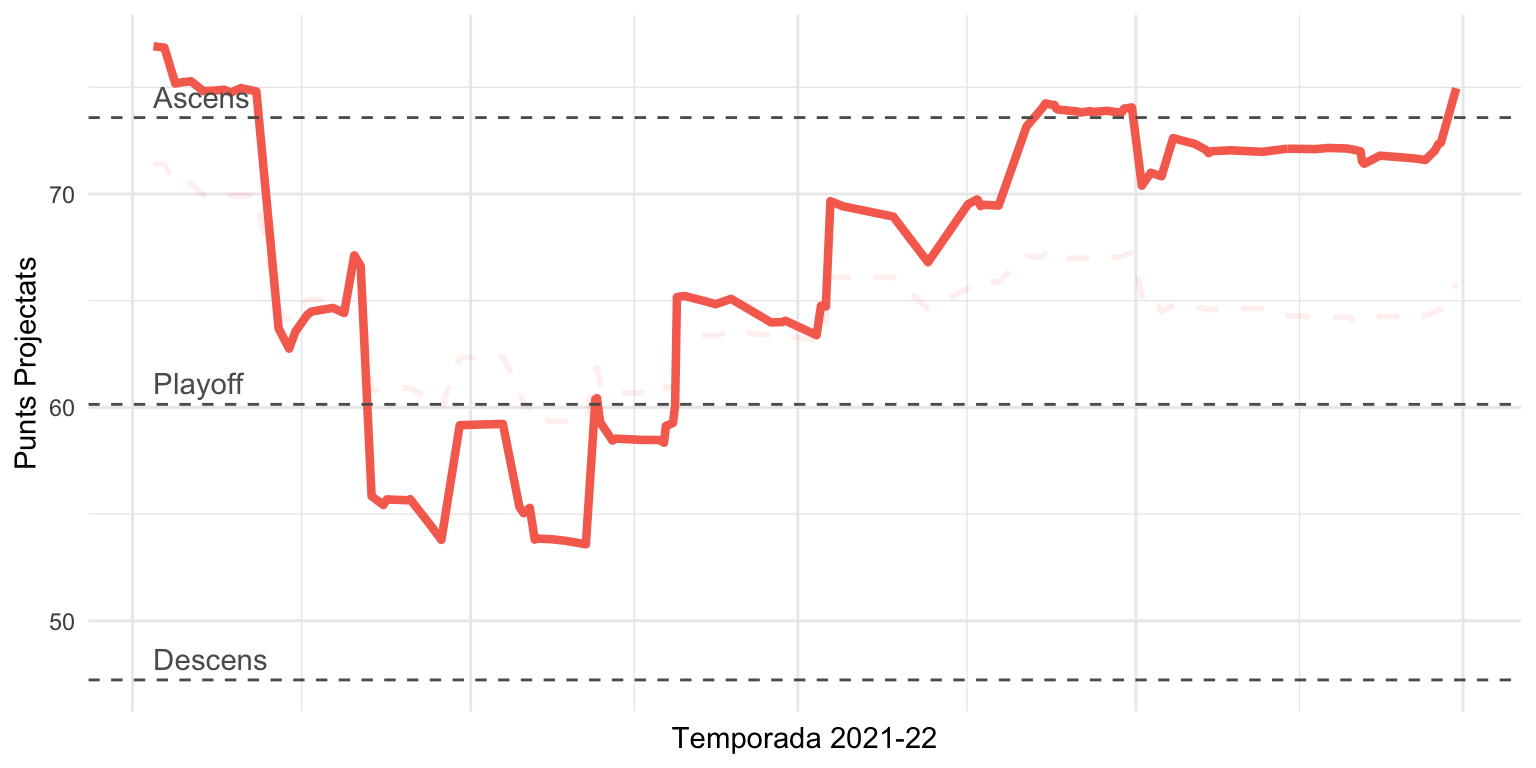 Ascens
70
Playoff
60
50
Descens
Punts Projectats
Temporada 2021-22